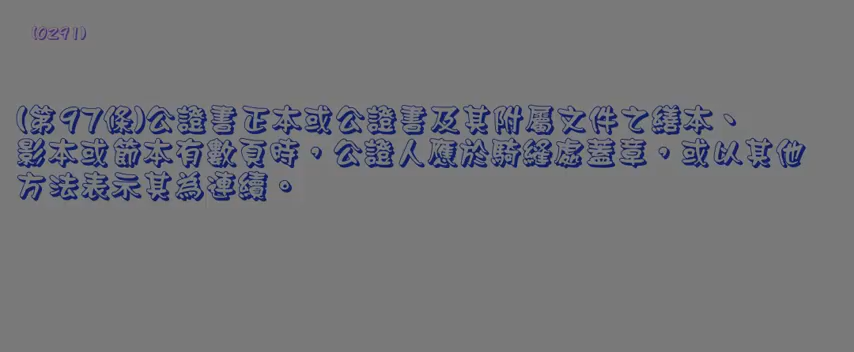 (0291)
(第97條)公證書正本或公證書及其附屬文件之繕本、
影本或節本有數頁時，公證人應於騎縫處蓋章，或以其他
方法表示其為連續。